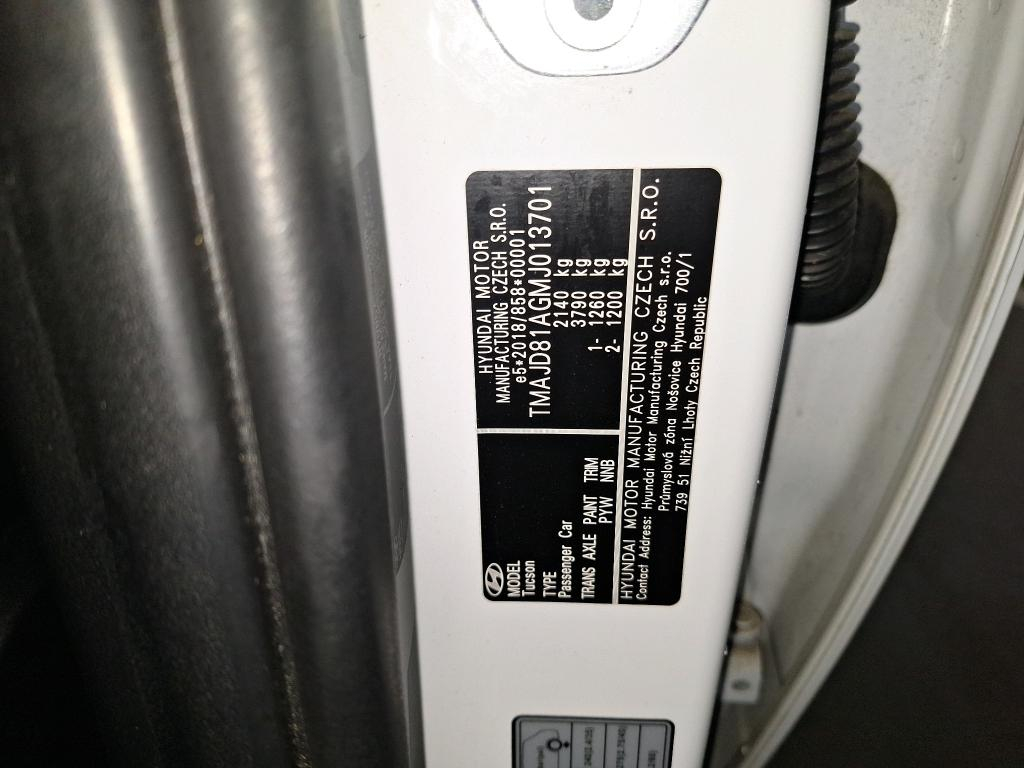 HYUNDAI MOTOR
MANUFACTURING CZECH S.R.O.
e5*2018/858*00001
TMAJD81AGMJ013701
2140 kg
3790 kg
1- 1260 kg
2- 1200 kg
MODEL
Tucson
TYPE
Passenger Car
TRANS AXLE PAINT TRIM
PYW NNB
HYUNDAI MOTOR MANUFACTURING CZECH S.R.O.
Contact Address: Hyundai Motor Manufacturing Czech s.r.o.
Průmyslová zóna Nošovice Hyundai 700/1
739 51 Nižní Lhoty Czech Republic